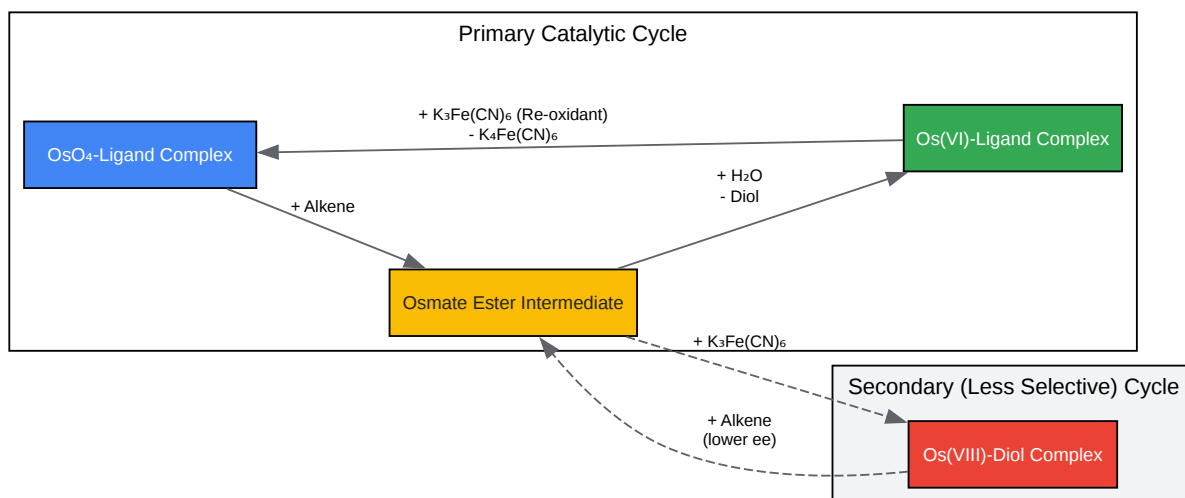 Primary Catalytic Cycle
+ K₃Fe(CN)₆ (Re-oxidant)
- K₄Fe(CN)₆
OsO₄-Ligand Complex
Os(VI)-Ligand Complex
+ H₂O
- Diol
+ Alkene
Osmate Ester Intermediate
+ K₃Fe(CN)₆
Secondary (Less Selective) Cycle
+ Alkene
(lower ee)
Os(VIII)-Diol Complex